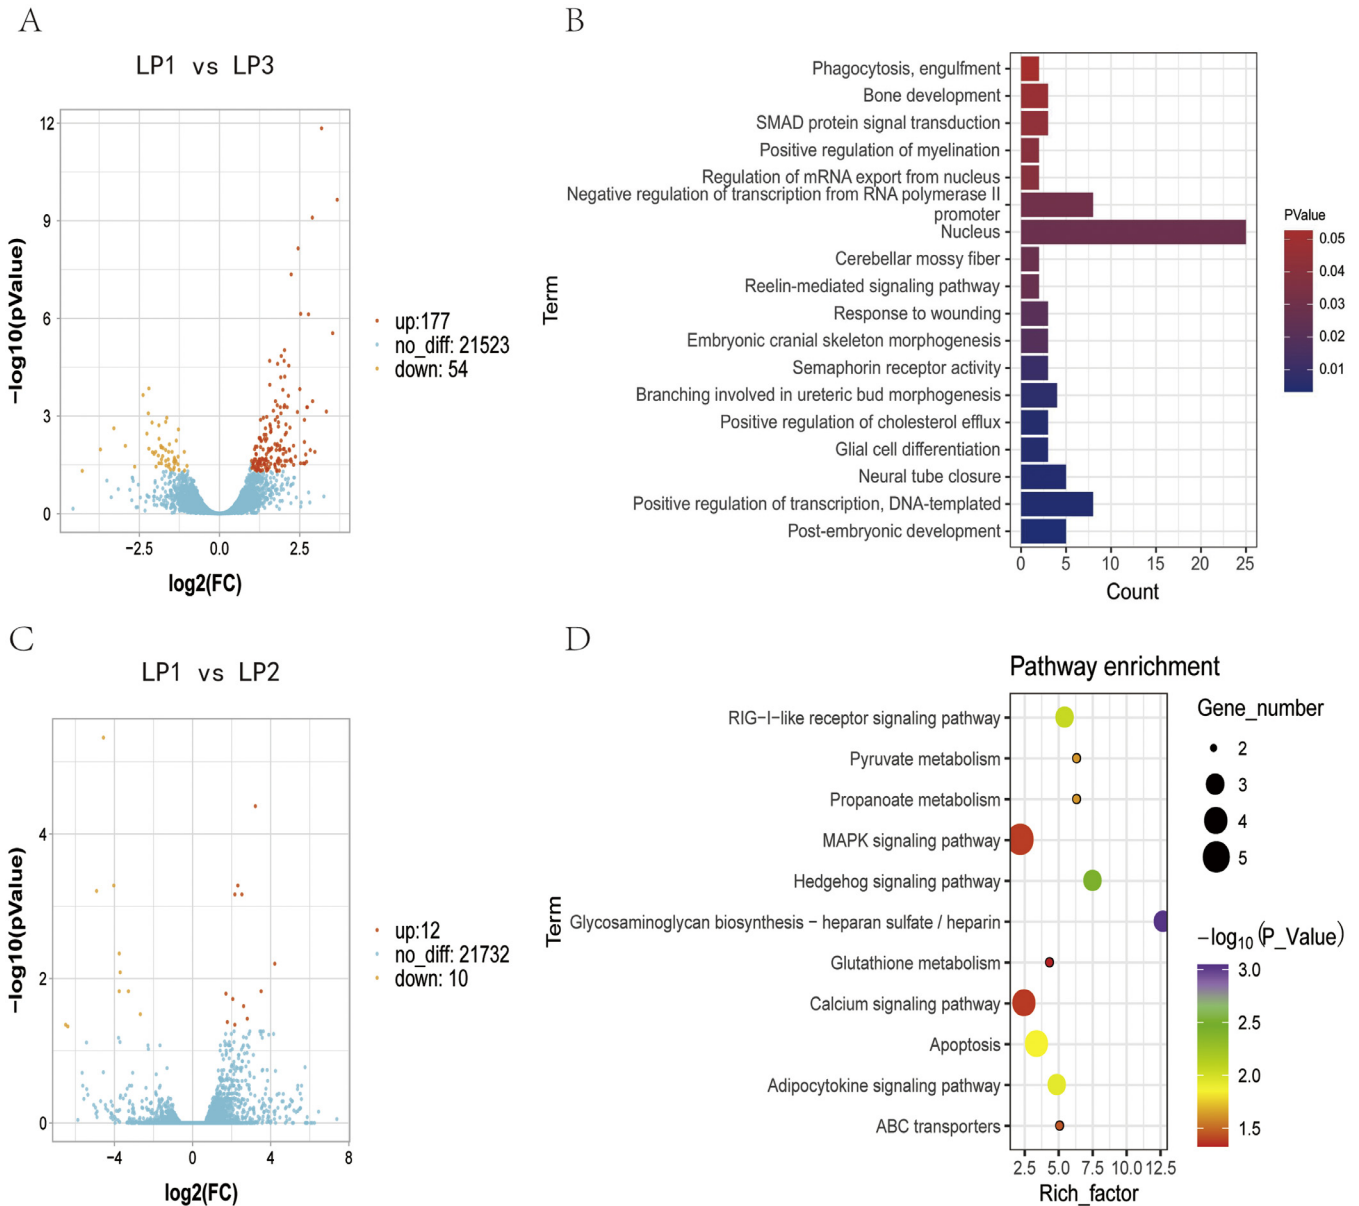 A
LP1 vs LP3
12
9
6
3
0
−log10(pValue)
−2.5
0.0
2.5
log2(FC)
up:177
no_diff: 21523
down: 54
B
Phagocytosis, engulfment
Bone development
SMAD protein signal transduction
Positive regulation of myelination
Regulation of mRNA export from nucleus
Negative regulation of transcription from RNA polymerase II
promoter
Nucleus
Cerebellar mossy fiber
Reelin-mediated signaling pathway
Response to wounding
Embryonic cranial skeleton morphogenesis
Semaphorin receptor activity
Branching involved in ureteric bud morphogenesis
Positive regulation of cholesterol efflux
Glial cell differentiation
Neural tube closure
Positive regulation of transcription, DNA-templated
Post-embryonic development
Term
0
5
10
15
20
25
Count
PValue
0.05
0.04
0.03
0.02
0.01
C
LP1 vs LP2
4
2
0
−log10(pValue)
−4
0
4
8
log2(FC)
up:12
no_diff: 21732
down: 10
D
Pathway enrichment
RIG−I−like receptor signaling pathway
Pyruvate metabolism
Propanoate metabolism
MAPK signaling pathway
Hedgehog signaling pathway
Glycosaminoglycan biosynthesis − heparan sulfate / heparin
Glutathione metabolism
Calcium signaling pathway
Apoptosis
Adipocytokine signaling pathway
ABC transporters
Term
2.5
5.0
7.5
10.0
12.5
Rich_factor
Gene_number
2
3
4
5
−log10(P_Value)
3.0
2.5
2.0
1.5